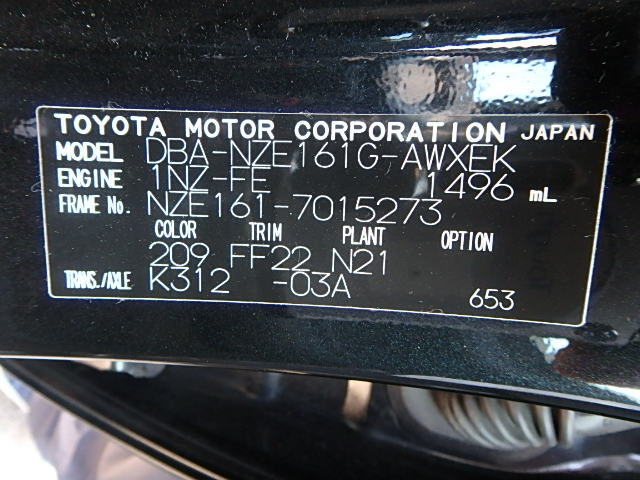 TOYOTA MOTOR CORPORATION JAPAN
MODEL DBA-NZE161G-AWXEK
ENGINE 1NZ-FE 1496 mL
FRAME No. NZE161-7015273
COLOR TRIM PLANT OPTION
209 FF22 N21
TRANS./AXLE K312 -03A
653